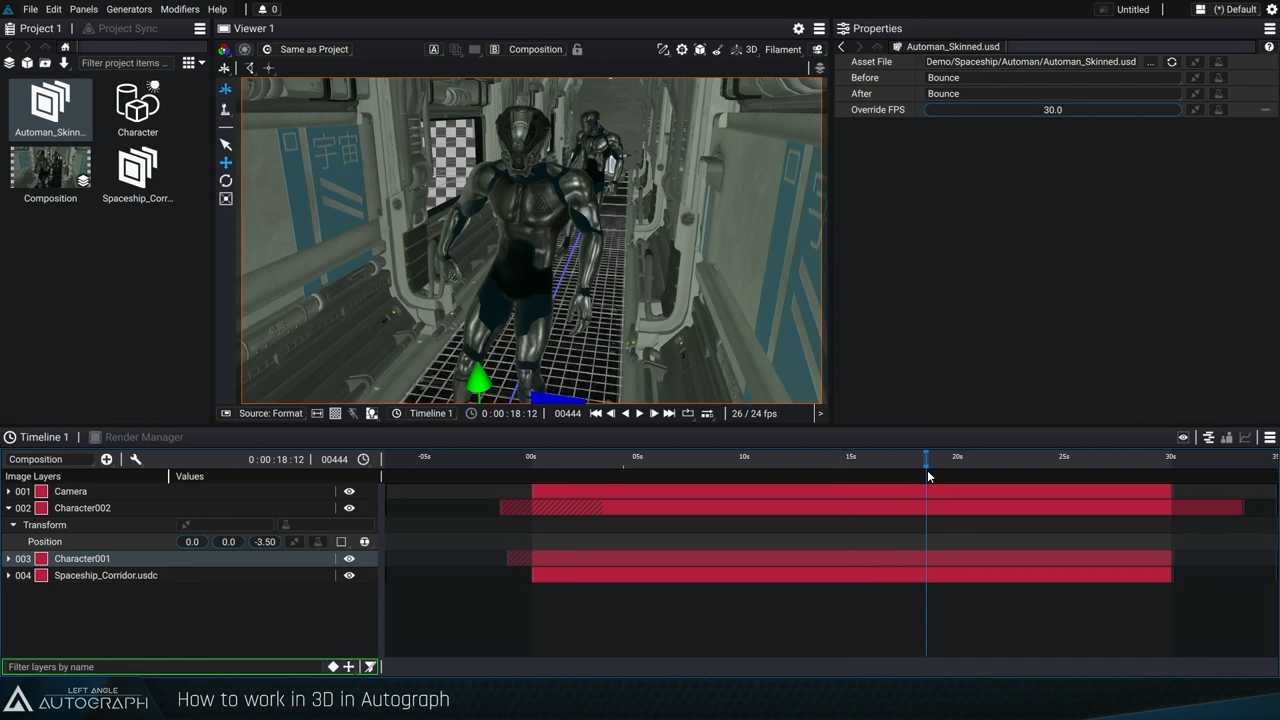 File Edit Panels Generators Modifiers Help 0 Untitled (*) Default
Project 1 Project Sync
Filter project items ...
Automan_Skinn...
Character
Composition
Spaceship_Corr...
Viewer 1
Same as Project A B Composition 3D Filament
宇宙
Source: Format Timeline 1 0:00:18:12 00444 26 / 24 fps >
Properties
Automan_Skinned.usd
Asset File Demo/Spaceship/Automan/Automan_Skinned.usd ...
Before Bounce
After Bounce
Override FPS 30.0
Timeline 1 Render Manager
Composition 0:00:18:12 00444
-05s 00s 05s 10s 15s 20s 25s 30s
05s
Image Layers Values
001 Camera
002 Character002
Transform
Position 0.0 0.0 -3.50
003 Character001
004 Spaceship_Corridor.usdc
Filter layers by name
LEFT ANGLE
AUTOGRAPH
How to work in 3D in Autograph